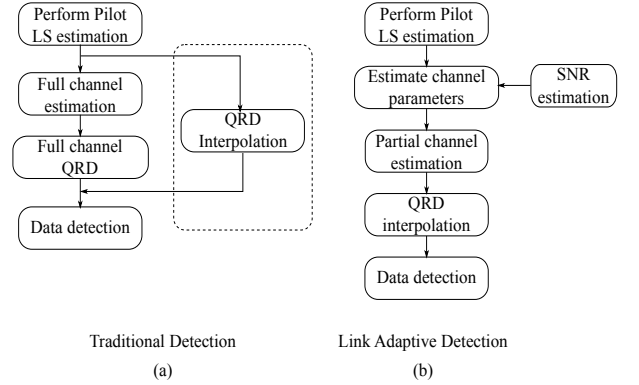 Perform Pilot
LS estimation
Full channel
estimation
Full channel
QRD
Data detection
QRD
Interpolation
Traditional Detection
(a)
Perform Pilot
LS estimation
Estimate channel
parameters
SNR
estimation
Partial channel
estimation
QRD
interpolation
Data detection
Link Adaptive Detection
(b)